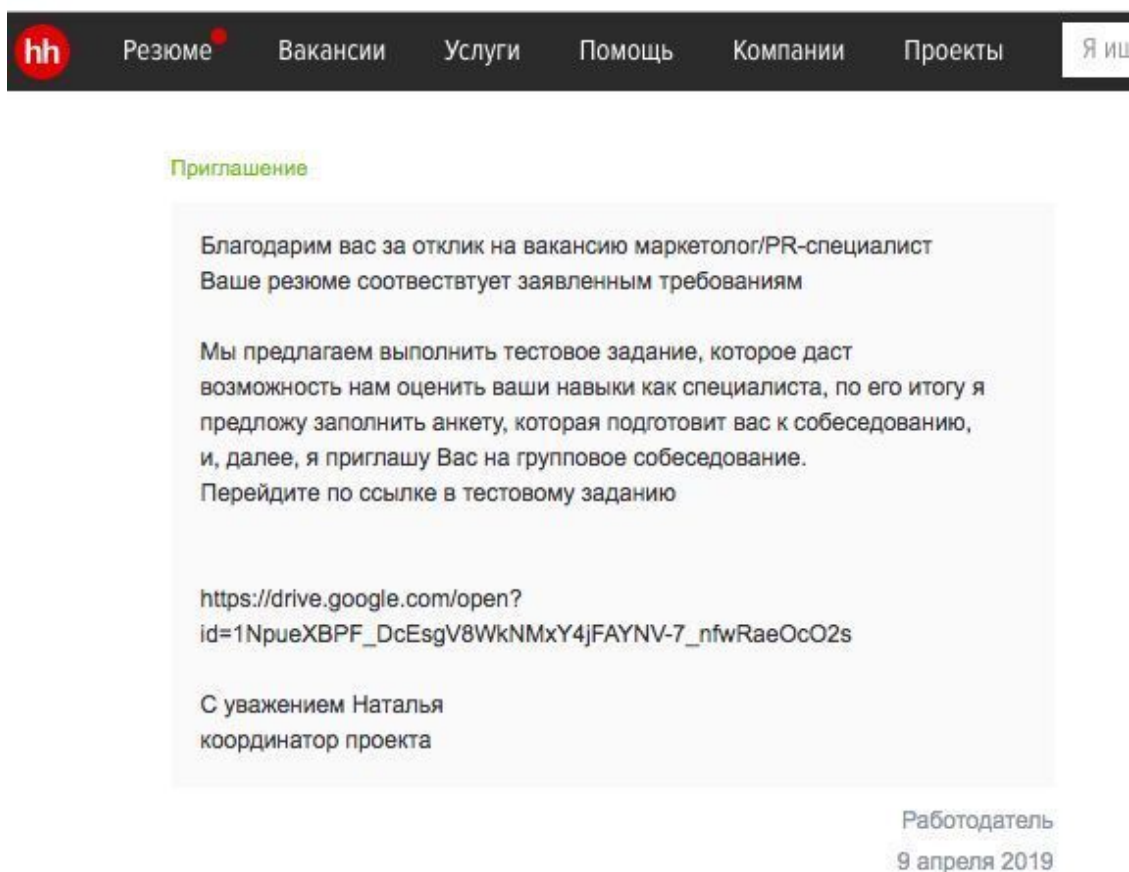 hh Резюме Вакансии Услуги Помощь Компании Проекты Я ищ
Приглашение
Благодарим вас за отклик на вакансию маркетолог/PR-специалист
Ваше резюме соотвествтует заявленным требованиям
Мы предлагаем выполнить тестовое задание, которое даст
возможность нам оценить ваши навыки как специалиста, по его итогу я
предложу заполнить анкету, которая подготовит вас к собеседованию,
и, далее, я приглашу Вас на групповое собеседование.
Перейдите по ссылке в тестовому заданию
https://drive.google.com/open?
id=1NpueXBPF_DcEsgV8WkNMxY4jFAYNV-7_nfwRaeOcO2s
С уважением Наталья
координатор проекта
Работодатель
9 апреля 2019